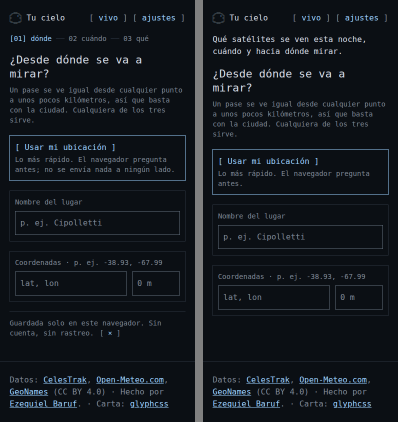 Tu cielo [ vivo ] [ ajustes ]
[01] dónde — 02 cuándo — 03 qué
¿Desde dónde se va a
mirar?
Un pase se ve igual desde cualquier punto
a unos pocos kilómetros, así que basta
con la ciudad. Cualquiera de los tres
sirve.
[ Usar mi ubicación ]
Lo más rápido. El navegador pregunta
antes; no se envía nada a ningún lado.
Nombre del lugar
p. ej. Cipolletti
Coordenadas · p. ej. -38.93, -67.99
lat, lon
0 m
Guardada solo en este navegador. Sin
cuenta, sin rastreo. [ × ]
Datos: CelesTrak, Open-Meteo.com,
GeoNames (CC BY 4.0) · Hecho por
Ezequiel Baruf. · Carta: glyphcss
Tu cielo [ vivo ] [ ajustes ]
Qué satélites se ven esta noche,
cuándo y hacia dónde mirar.
¿Desde dónde se va a
mirar?
Un pase se ve igual desde cualquier punto
a unos pocos kilómetros, así que basta
con la ciudad. Cualquiera de los tres
sirve.
[ Usar mi ubicación ]
Lo más rápido. El navegador pregunta
antes.
Nombre del lugar
p. ej. Cipolletti
Coordenadas · p. ej. -38.93, -67.99
lat, lon
0 m
Datos: CelesTrak, Open-Meteo.com,
GeoNames (CC BY 4.0) · Hecho por
Ezequiel Baruf. · Carta: glyphcss